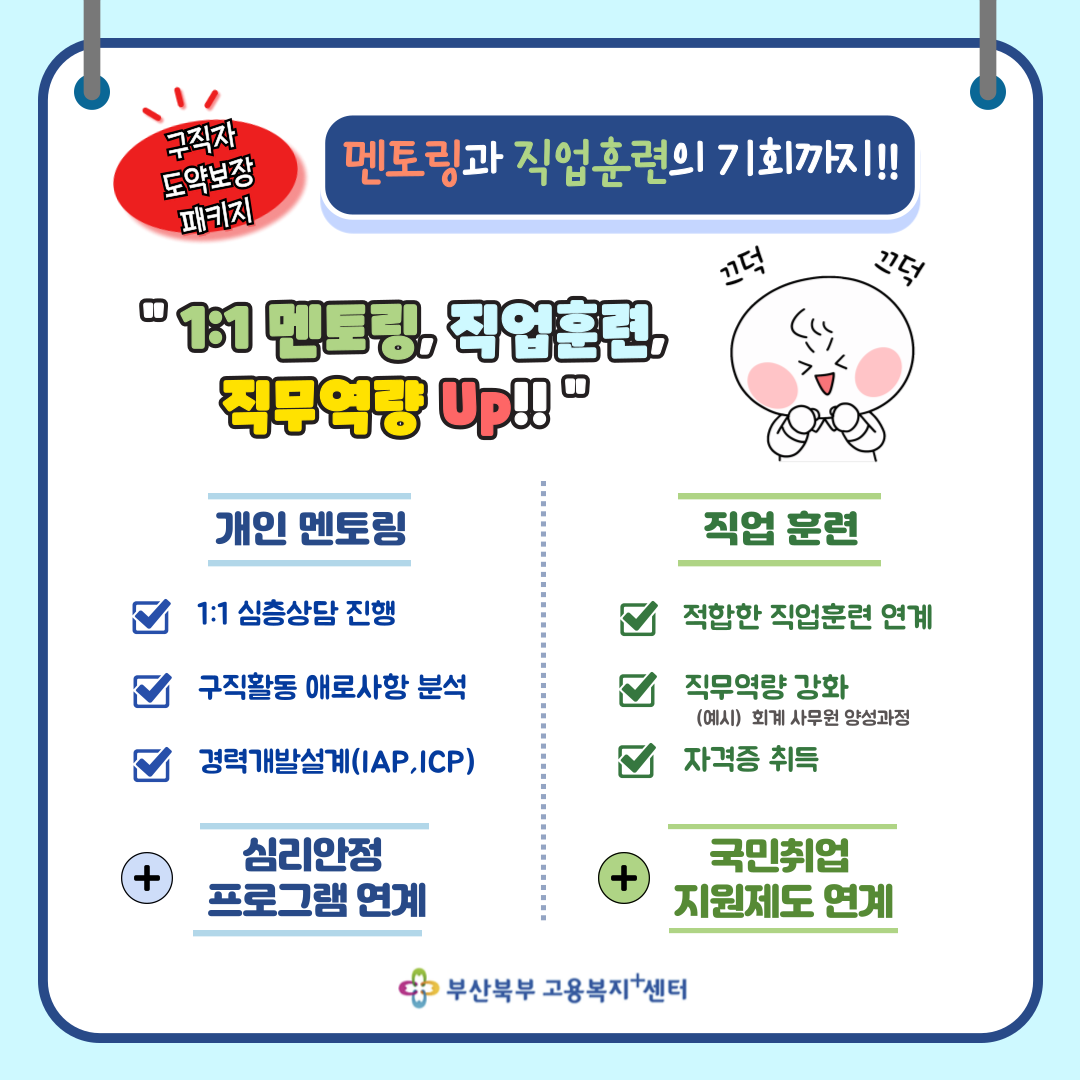 구직자
도약보장
패키지
멘토링과 직업훈련의 기회까지!!
끄덕 끄덕
" 1:1 멘토링, 직업훈련,
직무역량 Up!! "
개인 멘토링
1:1 심층상담 진행
구직활동 애로사항 분석
경력개발설계(IAP,ICP)
심리안정
프로그램 연계
직업 훈련
적합한 직업훈련 연계
직무역량 강화
(예시) 회계 사무원 양성과정
자격증 취득
국민취업
지원제도 연계
부산북부 고용복지+센터